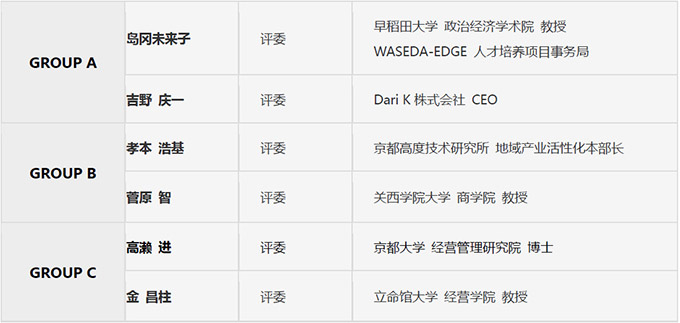 GROUP A
岛冈未来子 评委 早稻田大学 政治经济学术院 教授
WASEDA-EDGE 人才培养项目事务局
吉野 庆一 评委 Dari K 株式会社 CEO
GROUP B
孝本 浩基 评委 京都高度技术研究所 地域产业活性化本部长
菅原 智 评委 关西学院大学 商学院 教授
GROUP C
高濑 进 评委 京都大学 经营管理研究院 博士
金 昌柱 评委 立命馆大学 经营学院 教授